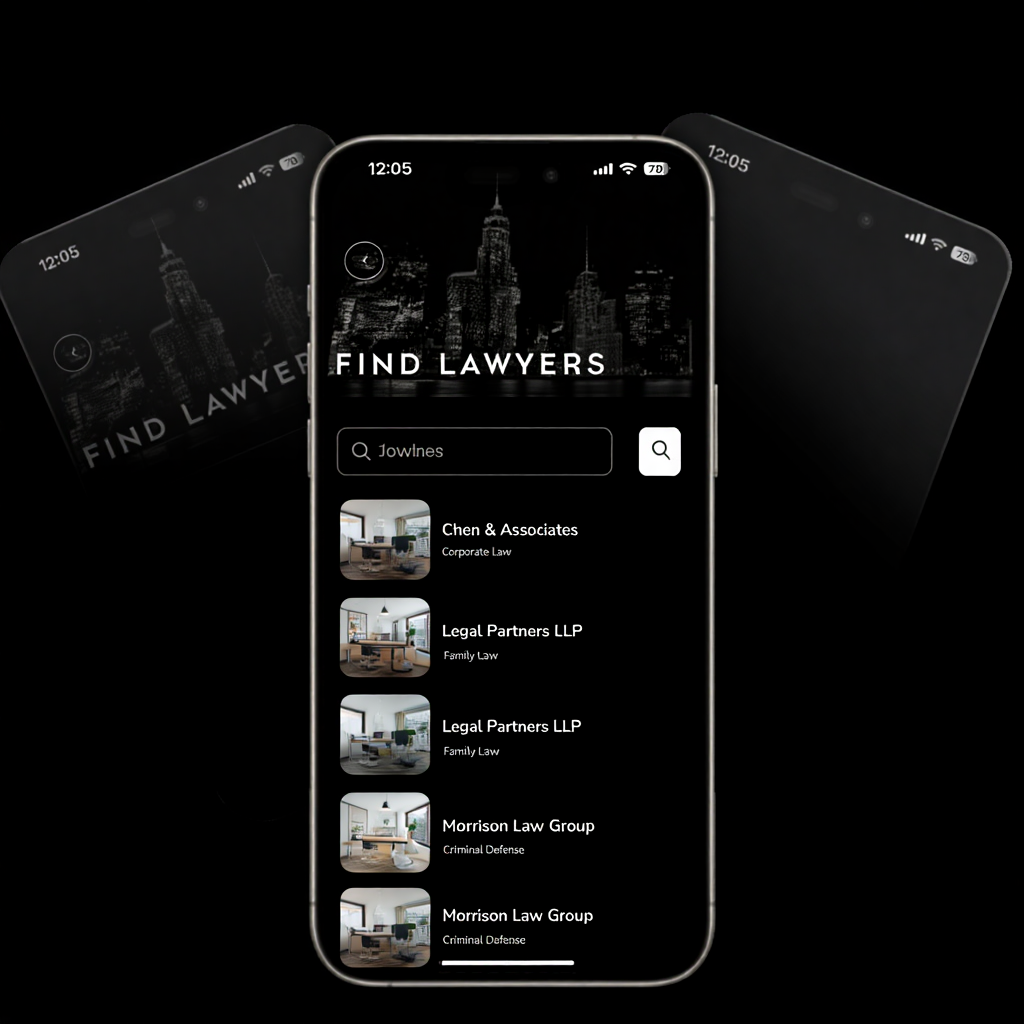 12:05
70
12:05
70
12:05
FIND LAWYER
FIND LAWYERS
Jowlnes
Chen & Associates
Corporate Law
Legal Partners LLP
Family Law
Legal Partners LLP
Family Law
Morrison Law Group
Criminal Defense
Morrison Law Group
Criminal Defense